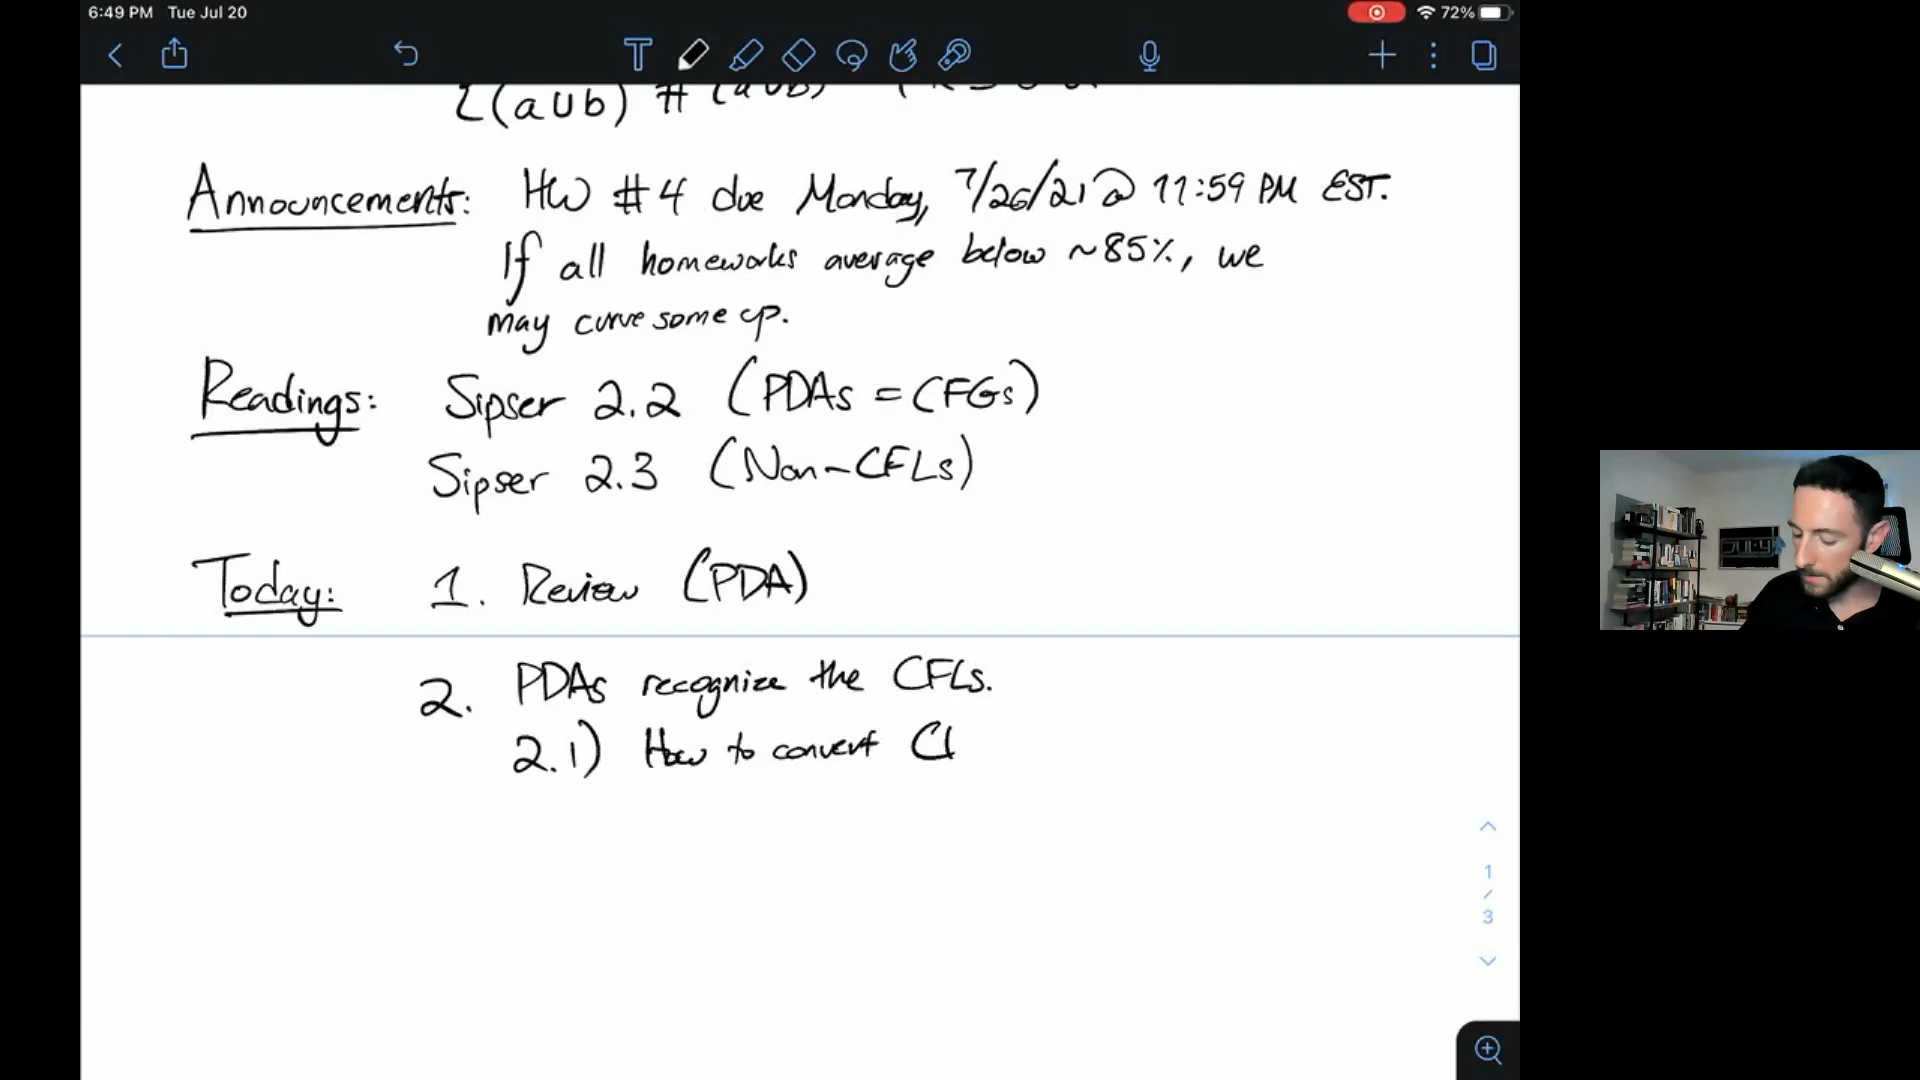 6:49 PM Tue Jul 20
72%
Σ(a∪b) # (a∪b)
Announcements: HW #4 due Monday, 7/26/21 @ 11:59 PM EST.
If all homeworks average below ~85%, we
may curve some up.
Readings: Sipser 2.2 (PDAs = CFGs)
Sipser 2.3 (Non-CFLs)
Today: 1. Review (PDA)
2. PDAs recognize the CFLs.
2.1) How to convert C
1
/
3